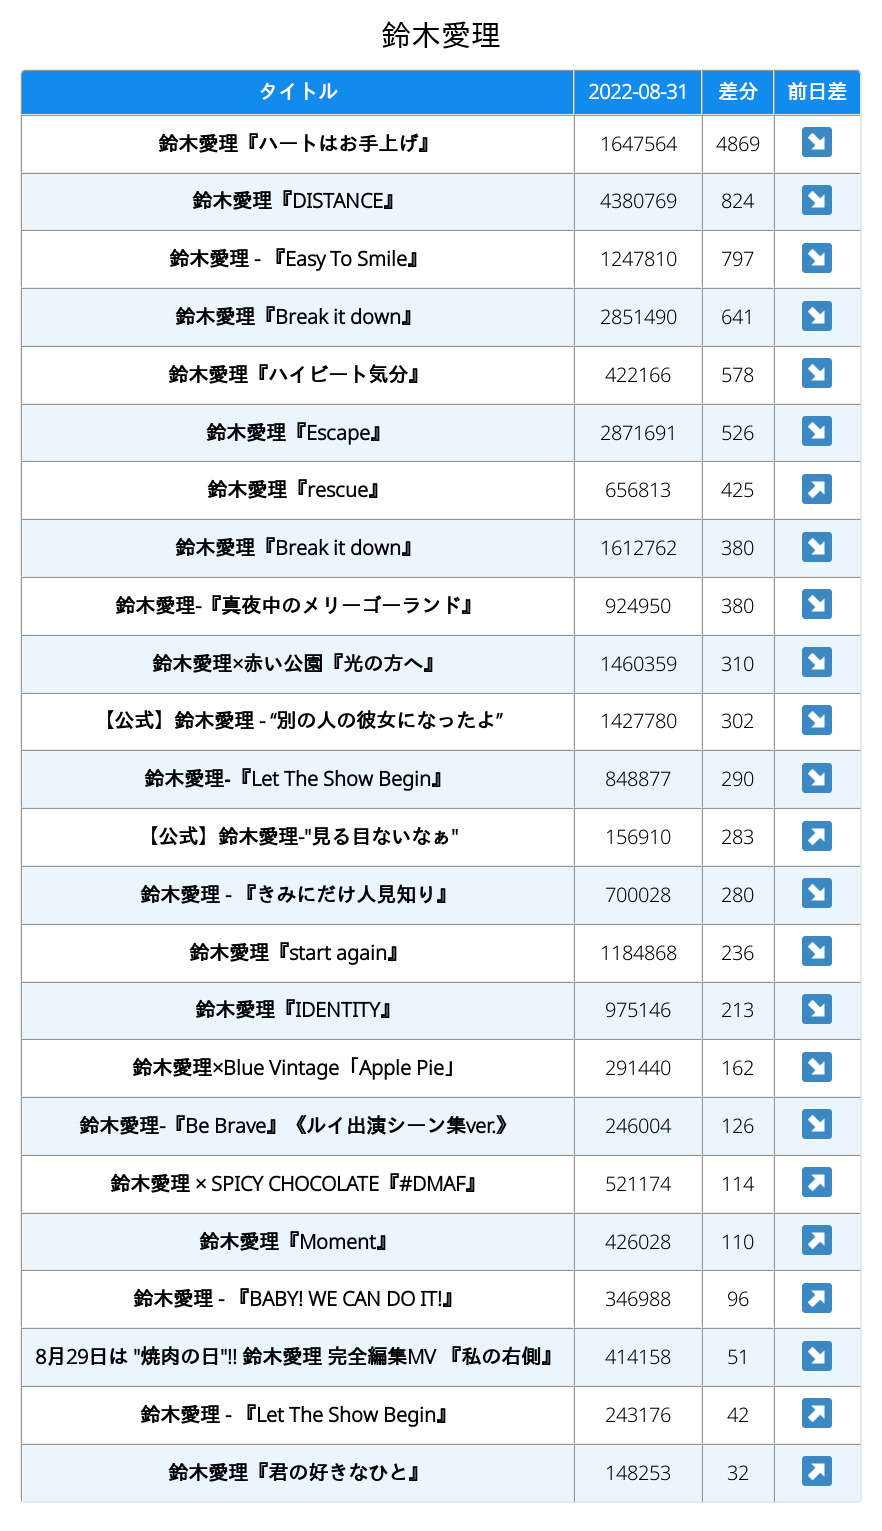 鈴木愛理
タイトル 2022-08-31 差分 前日差
鈴木愛理『ハートはお手上げ』 1647564 4869 ↘
鈴木愛理『DISTANCE』 4380769 824 ↘
鈴木愛理 - 『Easy To Smile』 1247810 797 ↘
鈴木愛理『Break it down』 2851490 641 ↘
鈴木愛理『ハイビート気分』 422166 578 ↘
鈴木愛理『Escape』 2871691 526 ↘
鈴木愛理『rescue』 656813 425 ↗
鈴木愛理『Break it down』 1612762 380 ↘
鈴木愛理-『真夜中のメリーゴーランド』 924950 380 ↘
鈴木愛理×赤い公園『光の方へ』 1460359 310 ↘
【公式】鈴木愛理 - “別の人の彼女になったよ” 1427780 302 ↘
鈴木愛理-『Let The Show Begin』 848877 290 ↘
【公式】鈴木愛理-"見る目ないなぁ" 156910 283 ↗
鈴木愛理 - 『きみにだけ人見知り』 700028 280 ↘
鈴木愛理『start again』 1184868 236 ↘
鈴木愛理『IDENTITY』 975146 213 ↘
鈴木愛理×Blue Vintage「Apple Pie」 291440 162 ↘
鈴木愛理-『Be Brave』《ルイ出演シーン集ver.》 246004 126 ↘
鈴木愛理 × SPICY CHOCOLATE『#DMAF』 521174 114 ↗
鈴木愛理『Moment』 426028 110 ↗
鈴木愛理 - 『BABY! WE CAN DO IT!』 346988 96 ↗
8月29日は "焼肉の日"!! 鈴木愛理 完全編集MV 『私の右側』 414158 51 ↘
鈴木愛理 - 『Let The Show Begin』 243176 42 ↗
鈴木愛理『君の好きなひと』 148253 32 ↗